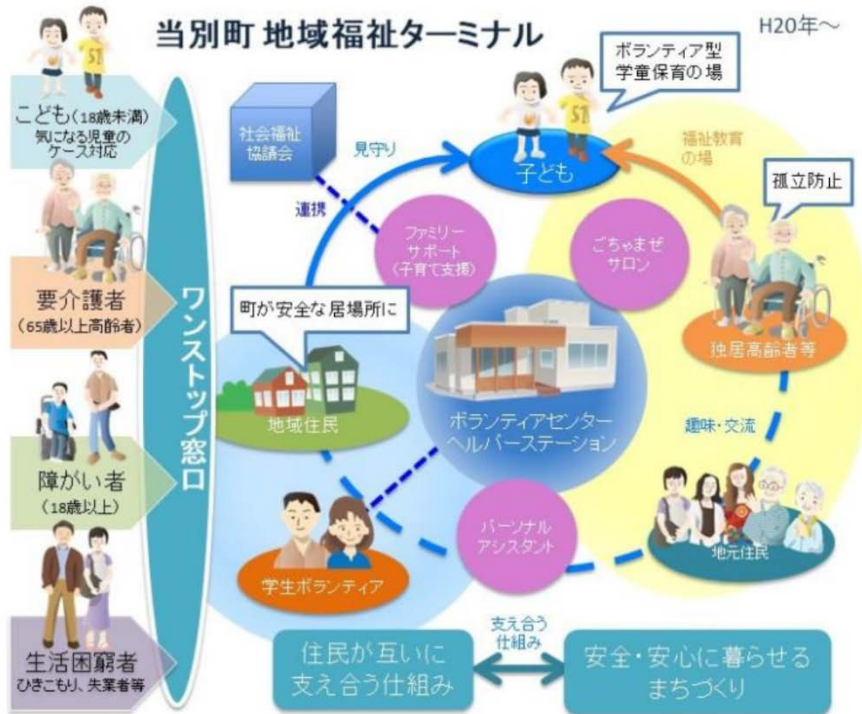 当別町 地域福祉ターミナル
H20年～
こども(18歳未満)
気になる児童の
ケース対応
要介護者
(65歳以上高齢者)
障がい者
(18歳以上)
生活困窮者
ひきこもり、失業者等
ワンストップ窓口
社会福祉
協議会
見守り
連携
ボランティア型
学童保育の場
子ども
福祉教育
の場
孤立防止
ファミリー
サポート
(子育て支援)
ごちゃまぜ
サロン
町が安全な居場所に
地域住民
独居高齢者等
ボランティアセンター
ヘルパーステーション
趣味・交流
学生ボランティア
パーソナル
アシスタント
地元住民
住民が互いに
支え合う仕組み
支え合う
仕組み
安全・安心に暮らせる
まちづくり